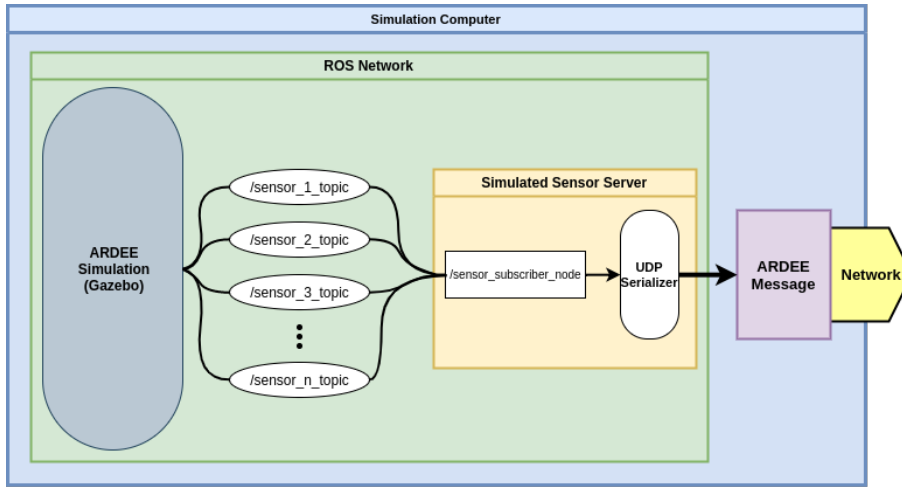 Simulation Computer
ROS Network
ARDEE
Simulation
(Gazebo)
/sensor_1_topic
/sensor_2_topic
/sensor_3_topic
/sensor_n_topic
Simulated Sensor Server
/sensor_subscriber_node
UDP
Serializer
ARDEE
Message
Network